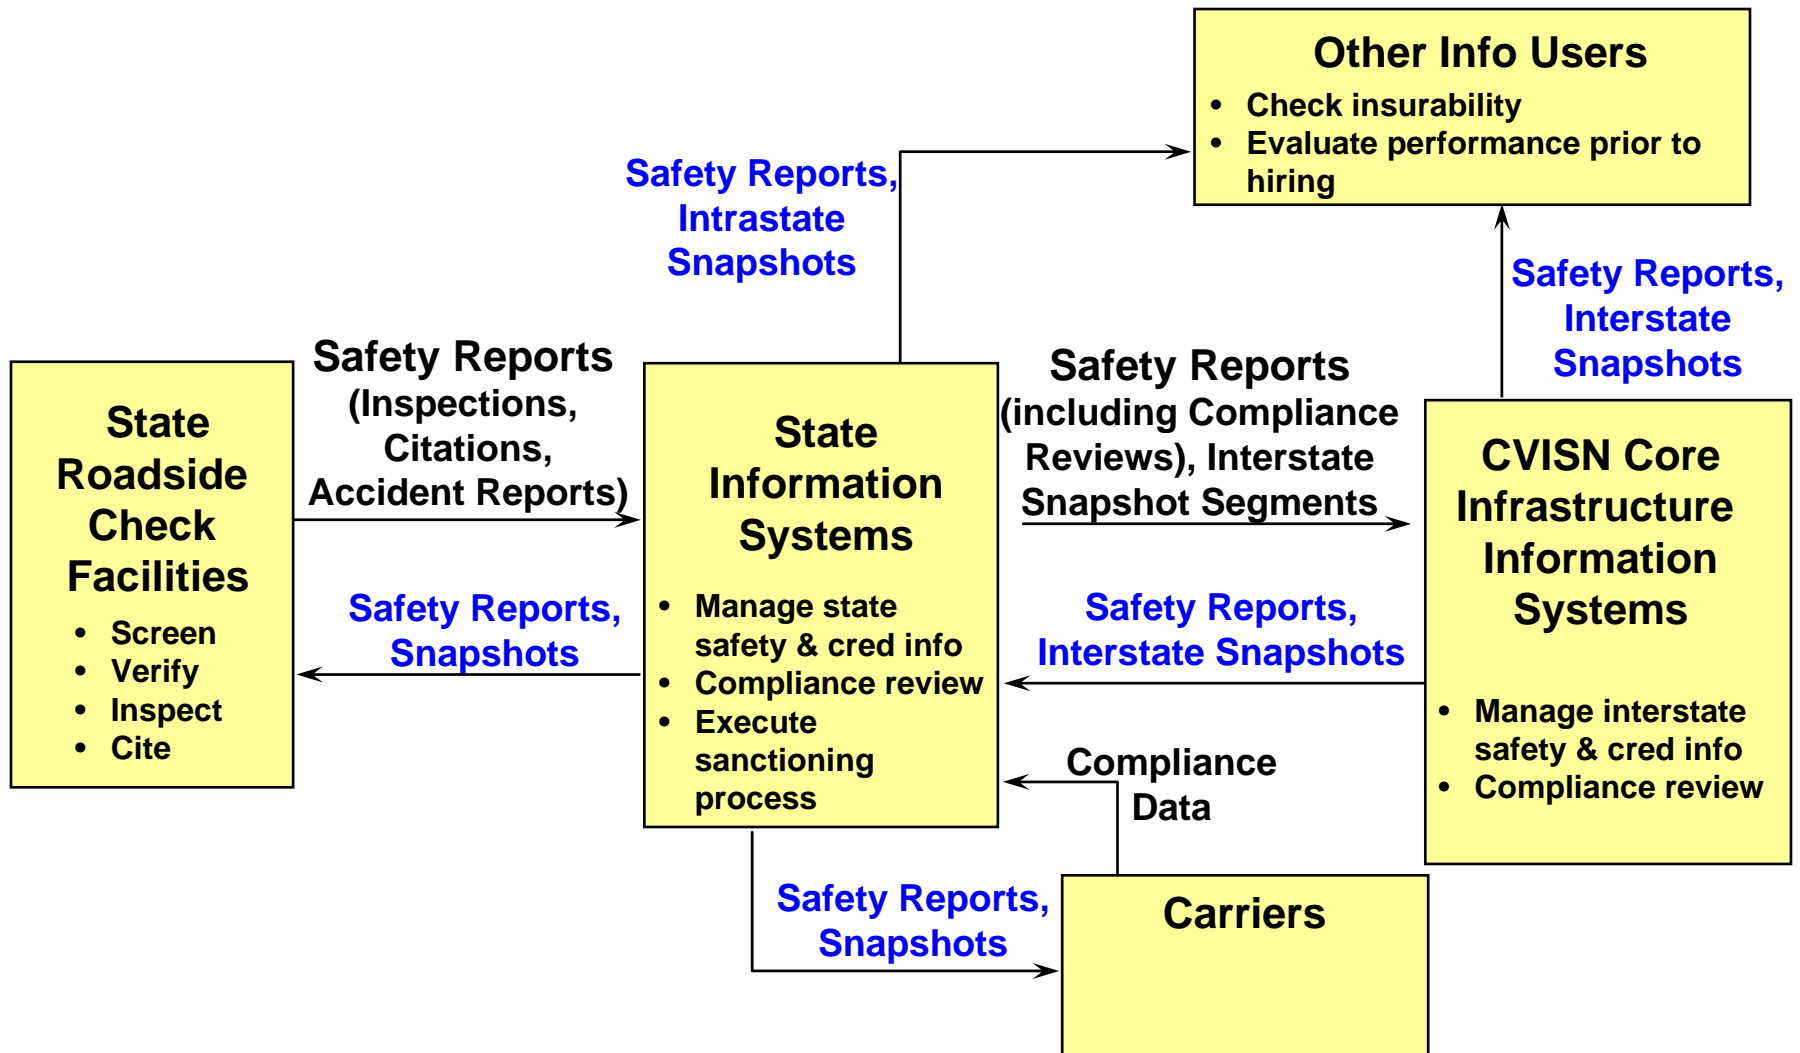 Other Info Users
• Check insurability
• Evaluate performance prior to
hiring
Safety Reports,
Intrastate
Snapshots
Safety Reports,
Interstate
Snapshots
State
Roadside
Check
Facilities
• Screen
• Verify
• Inspect
• Cite
Safety Reports
(Inspections,
Citations,
Accident Reports)
Safety Reports,
Snapshots
State
Information
Systems
• Manage state
safety & cred info
• Compliance review
• Execute
sanctioning
process
Safety Reports
(including Compliance
Reviews), Interstate
Snapshot Segments
Safety Reports,
Interstate Snapshots
CVISN Core
Infrastructure
Information
Systems
• Manage interstate
safety & cred info
• Compliance review
Compliance
Data
Safety Reports,
Snapshots
Carriers